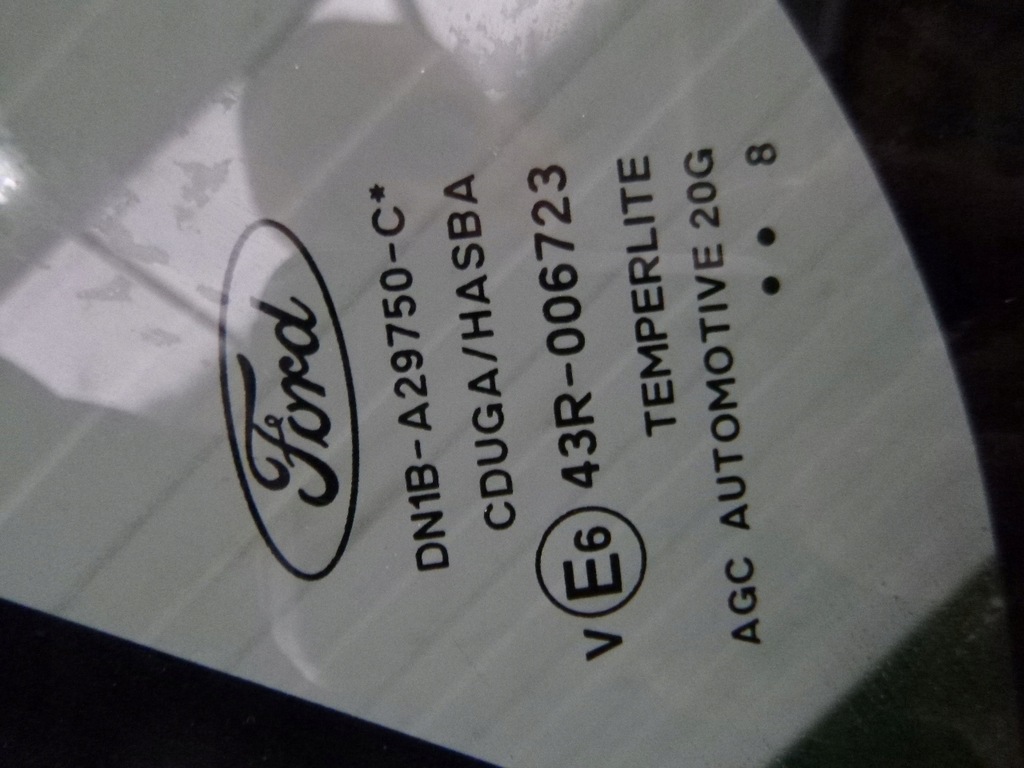 Ford
DN1B-A29750-C*
CDUGA/HASBA
V E6 43R-006723
TEMPERLITE
AGC AUTOMOTIVE 20G
•• 8